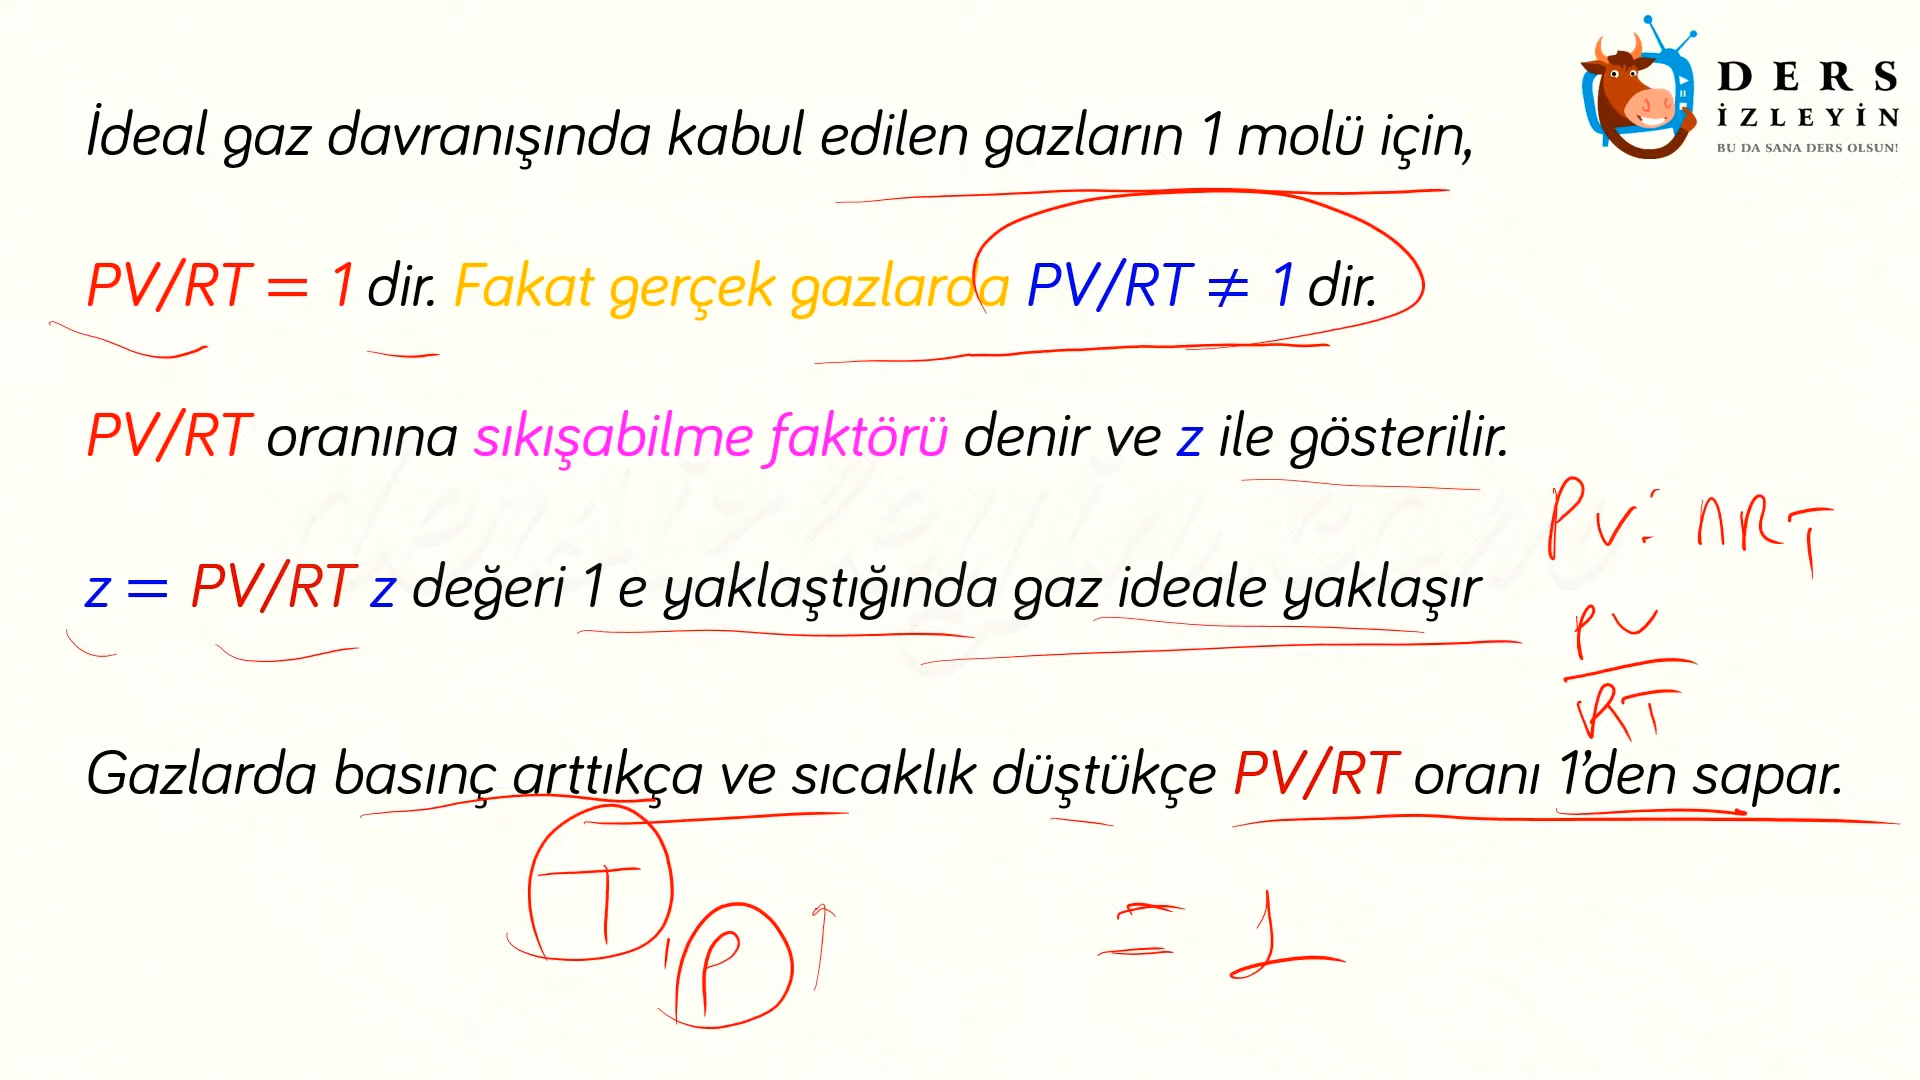 DERS
İZLEYİN
BU DA SANA DERS OLSUN!
İdeal gaz davranışında kabul edilen gazların 1 molü için,
PV/RT = 1 dir. Fakat gerçek gazlarda PV/RT ≠ 1 dir.
PV/RT oranına sıkışabilme faktörü denir ve z ile gösterilir.
PV = nRT
z = PV/RT z değeri 1 e yaklaştığında gaz ideale yaklaşır
PV
RT
Gazlarda basınç arttıkça ve sıcaklık düştükçe PV/RT oranı 1’den sapar.
T
P ↑
= 1